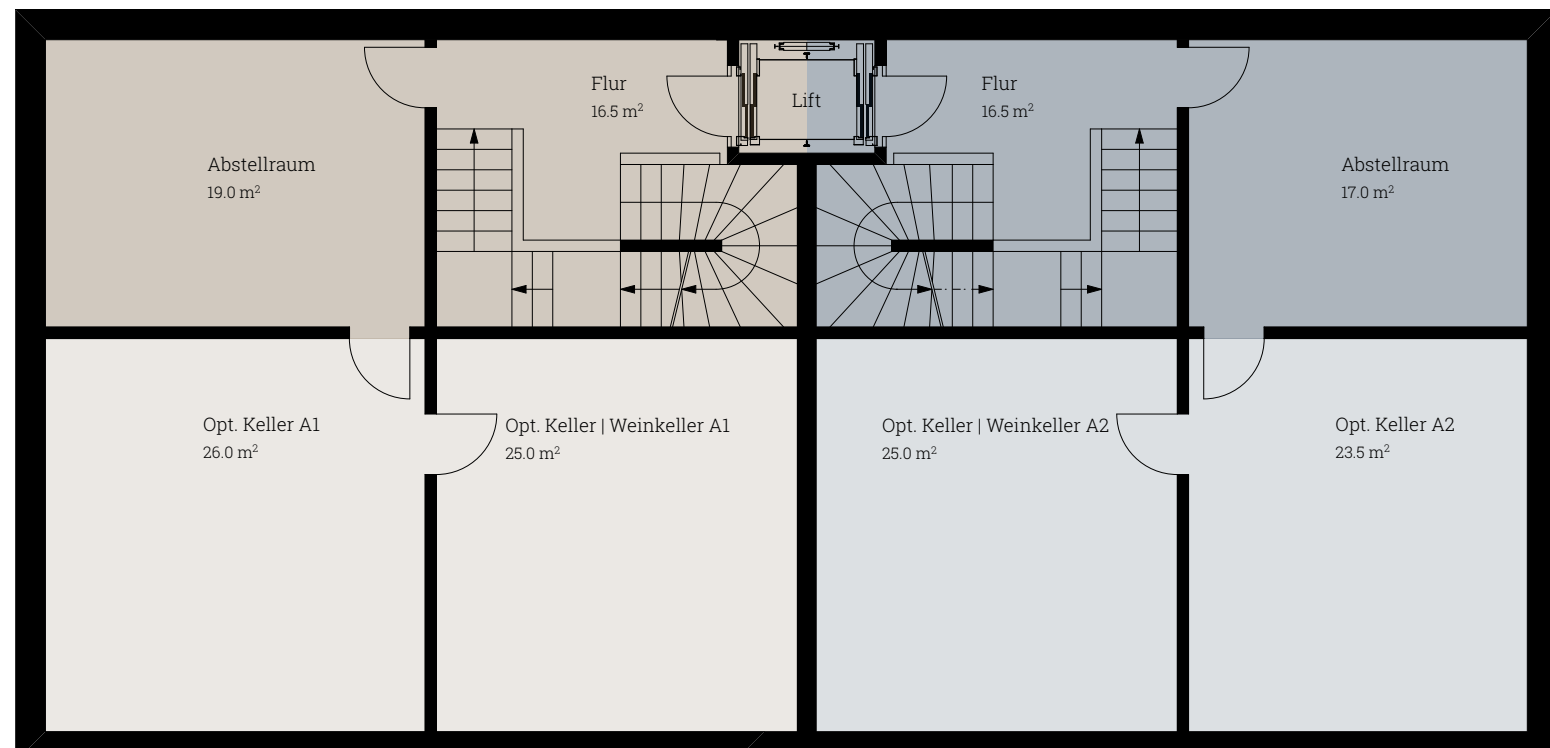 Flur
16.5 m²
Lift
Flur
16.5 m²
Abstellraum
19.0 m²
Abstellraum
17.0 m²
Opt. Keller A1
26.0 m²
Opt. Keller | Weinkeller A1
25.0 m²
Opt. Keller | Weinkeller A2
25.0 m²
Opt. Keller A2
23.5 m²